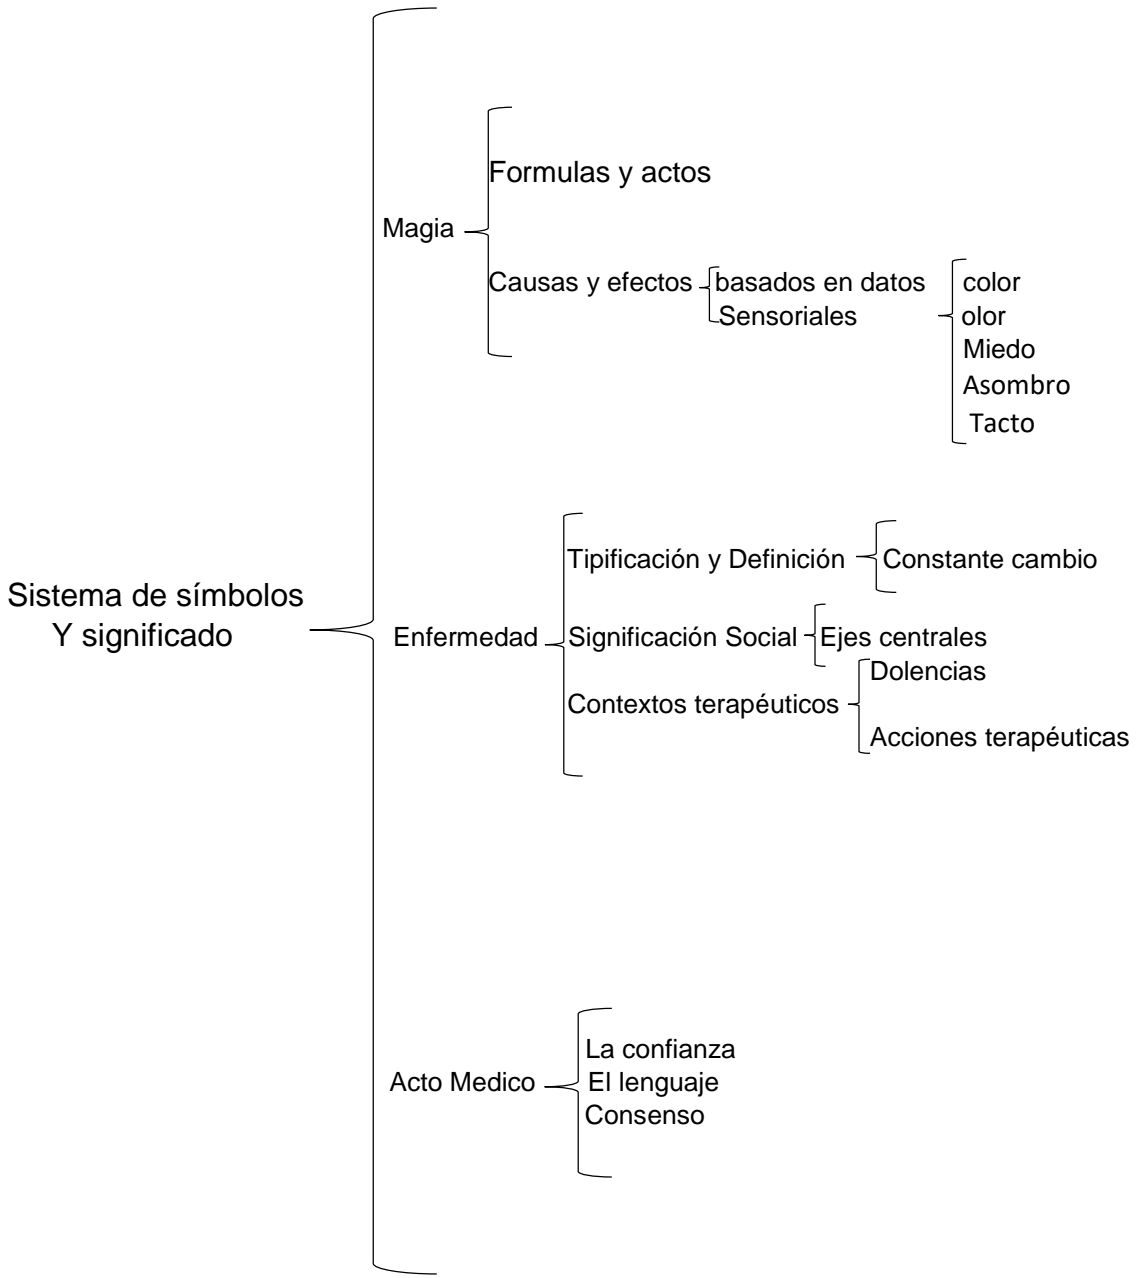 Formulas y actos
Magia
Causas y efectos
basados en datos
Sensoriales
color
olor
Miedo
Asombro
Tacto
Sistema de símbolos
Y significado
Enfermedad
Tipificación y Definición
Constante cambio
Significación Social
Ejes centrales
Contextos terapéuticos
Dolencias
Acciones terapéuticas
Acto Medico
La confianza
El lenguaje
Consenso